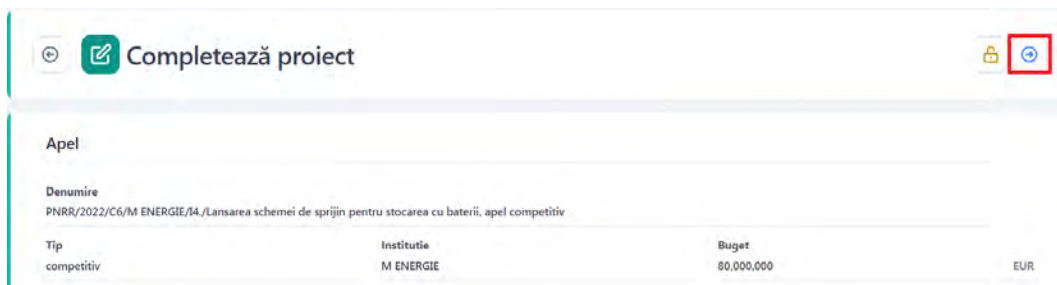 Completează proiect
Apel
Denumire
PNRR/2022/C6/M ENERGIE/I4./Lansarea schemei de sprijin pentru stocarea cu baterii, apel competitiv
Tip Institutie Buget
competitiv M ENERGIE 80,000,000 EUR